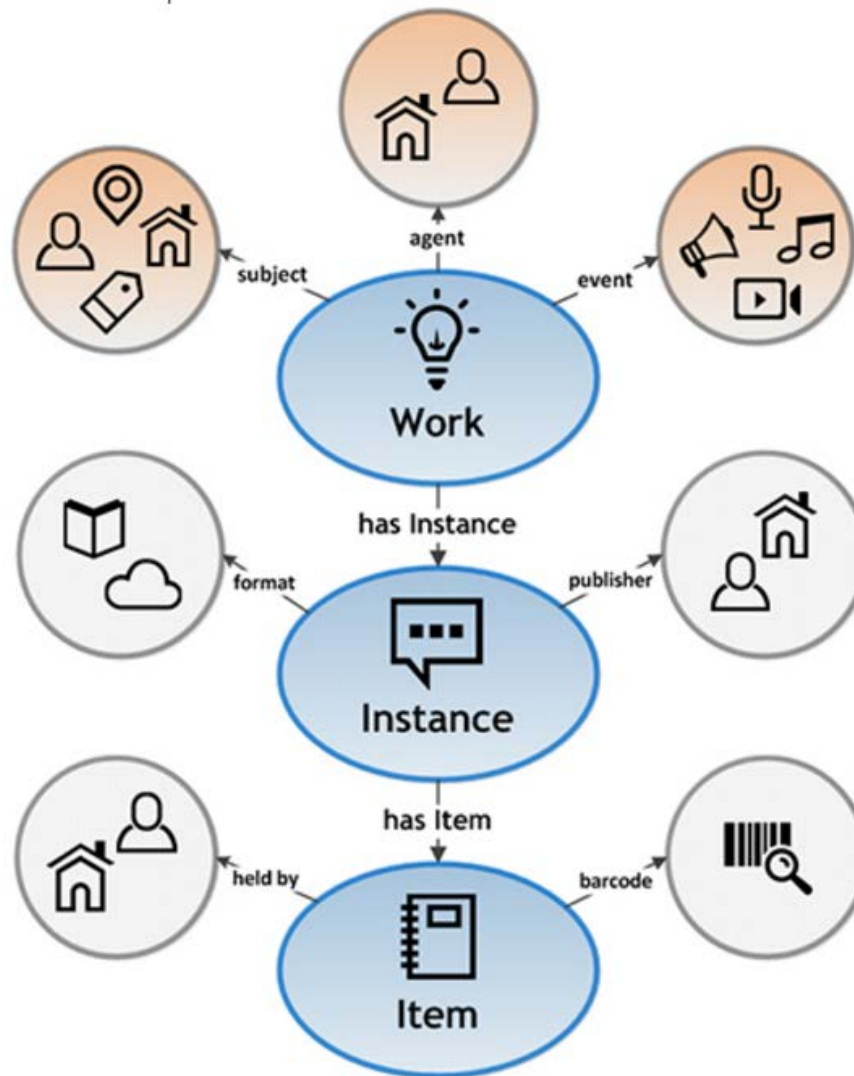 agent
subject
event
Work
has Instance
format
publisher
Instance
has Item
held by
barcode
Item